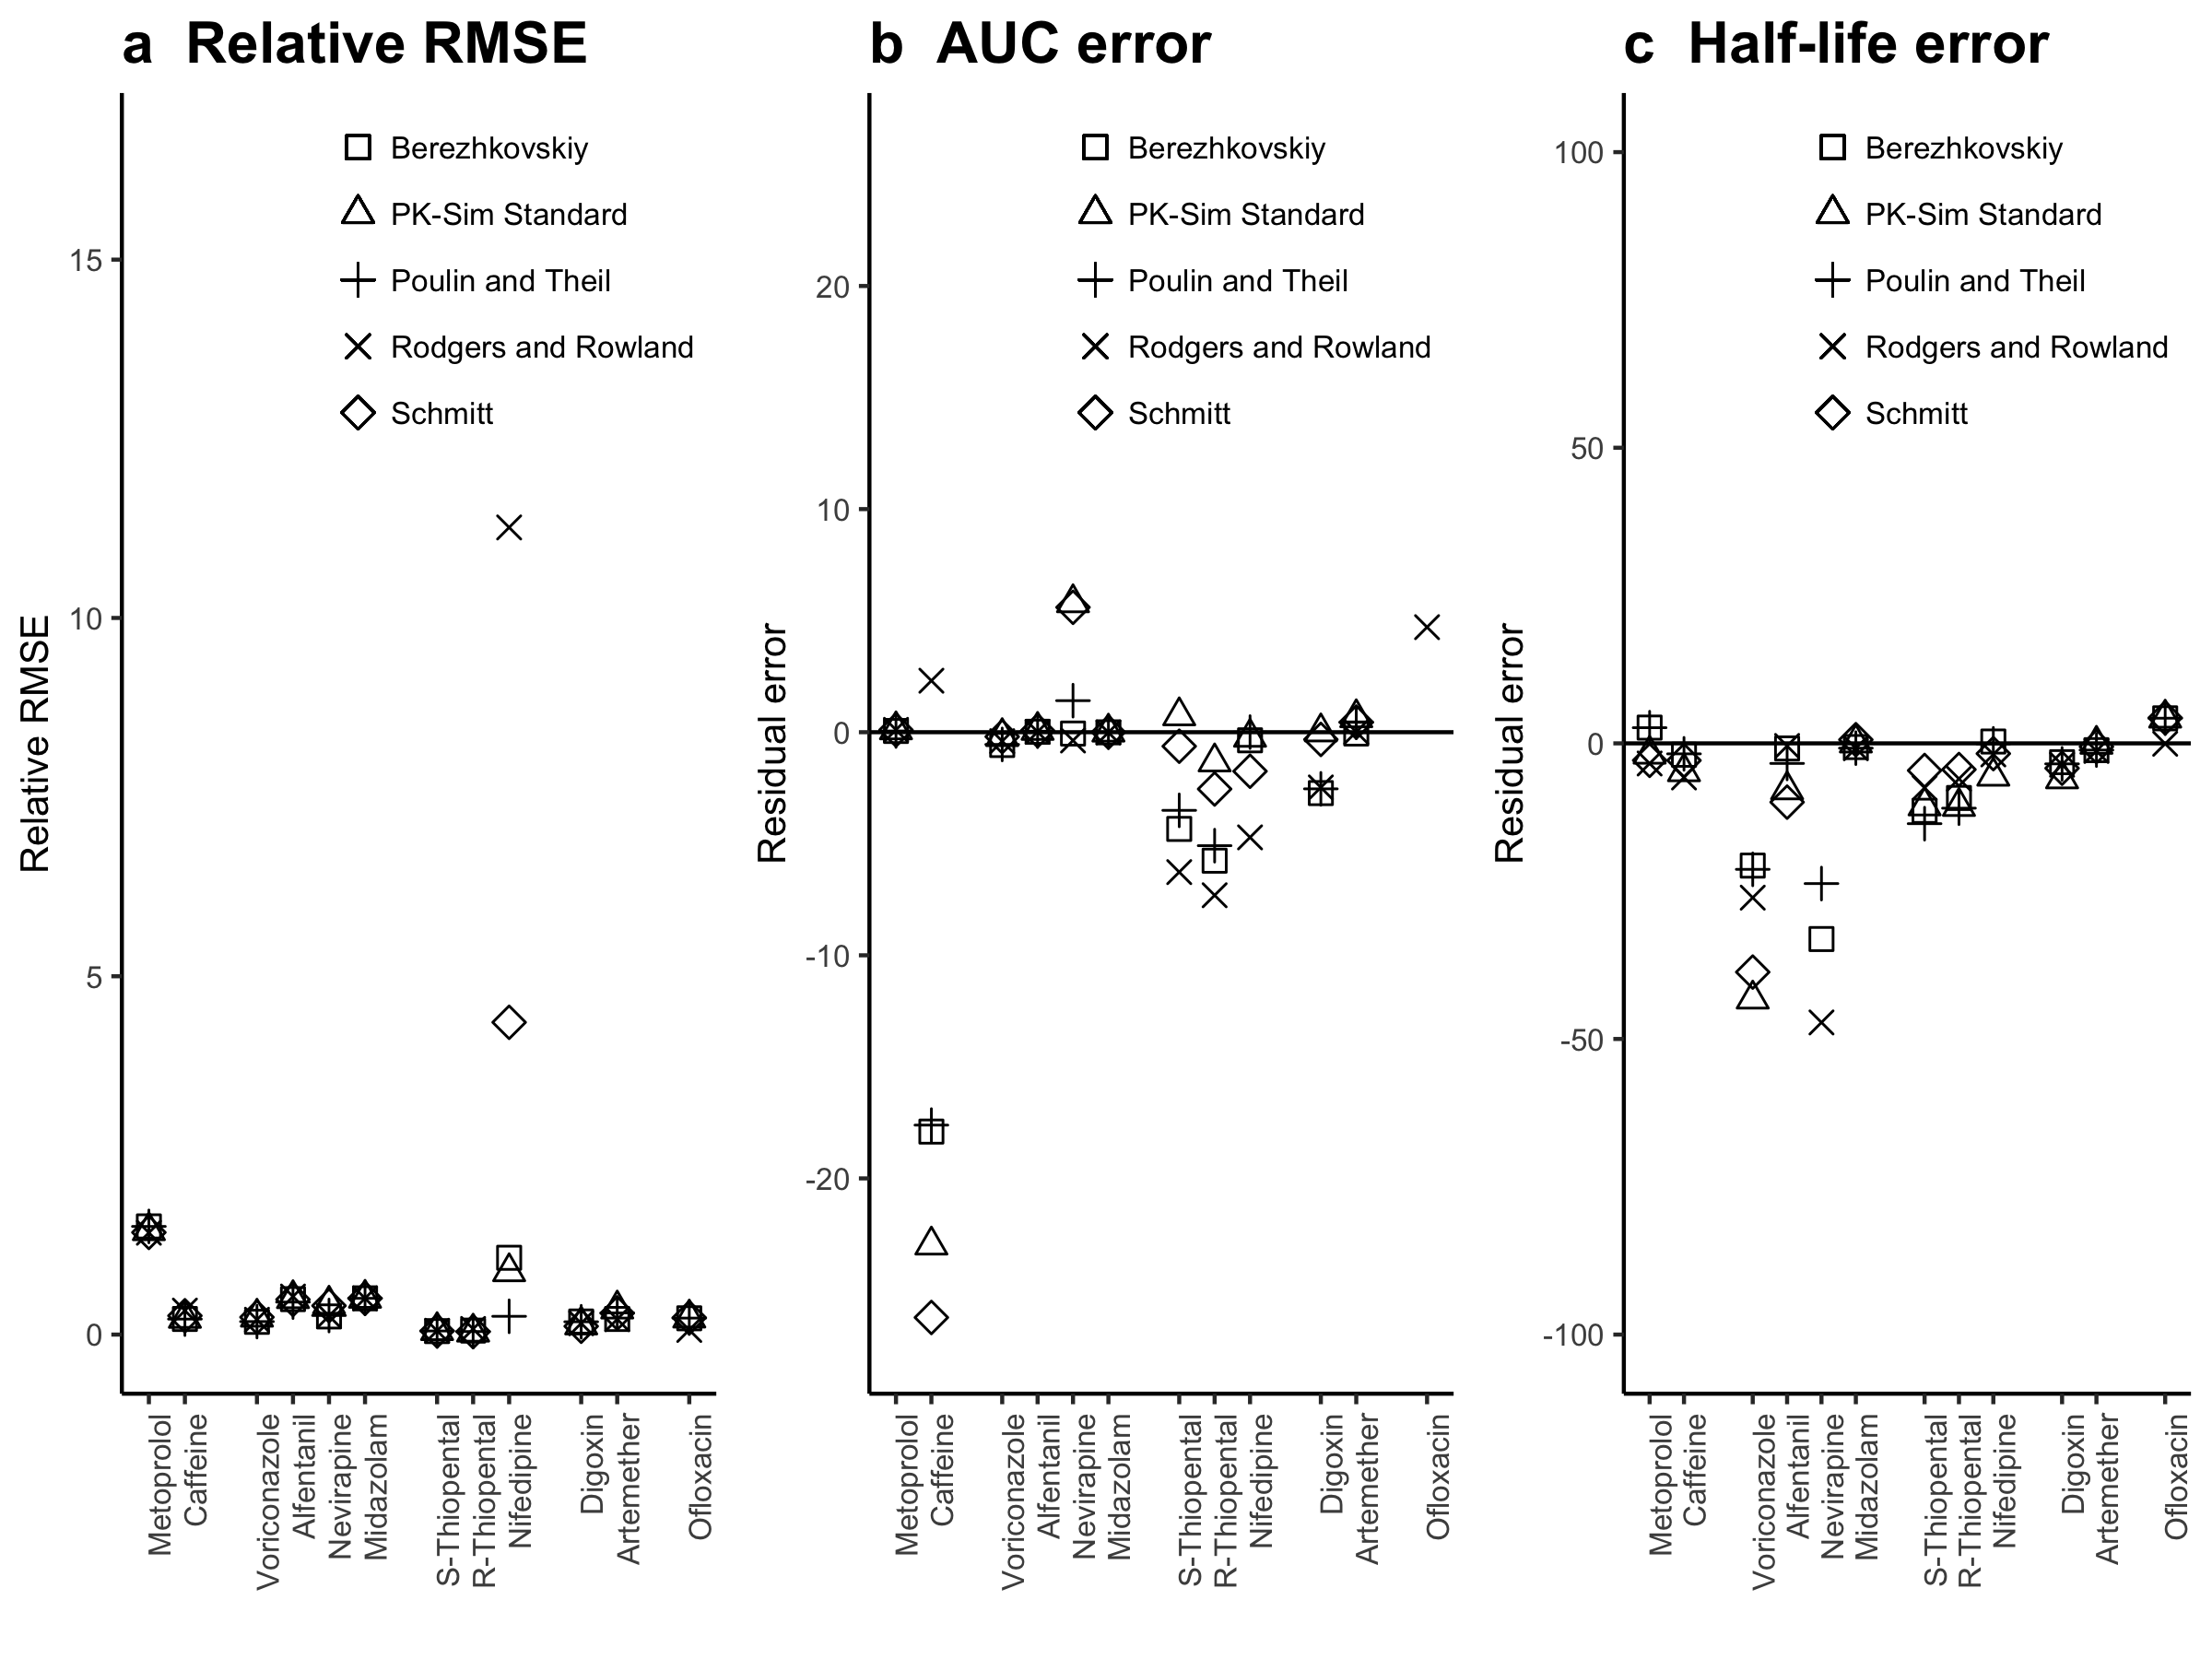 a Relative RMSE
Relative RMSE
15
10
5
0
Berezhkovskiy
PK-Sim Standard
Poulin and Theil
Rodgers and Rowland
Schmitt
Metoprolol
Caffeine
Voriconazole
Alfentanil
Nevirapine
Midazolam
S-Thiopental
R-Thiopental
Nifedipine
Digoxin
Artemether
Ofloxacin
b AUC error
Residual error
20
10
0
-10
-20
Berezhkovskiy
PK-Sim Standard
Poulin and Theil
Rodgers and Rowland
Schmitt
Metoprolol
Caffeine
Voriconazole
Alfentanil
Nevirapine
Midazolam
S-Thiopental
R-Thiopental
Nifedipine
Digoxin
Artemether
Ofloxacin
c Half-life error
Residual error
100
50
0
-50
-100
Berezhkovskiy
PK-Sim Standard
Poulin and Theil
Rodgers and Rowland
Schmitt
Metoprolol
Caffeine
Voriconazole
Alfentanil
Nevirapine
Midazolam
S-Thiopental
R-Thiopental
Nifedipine
Digoxin
Artemether
Ofloxacin